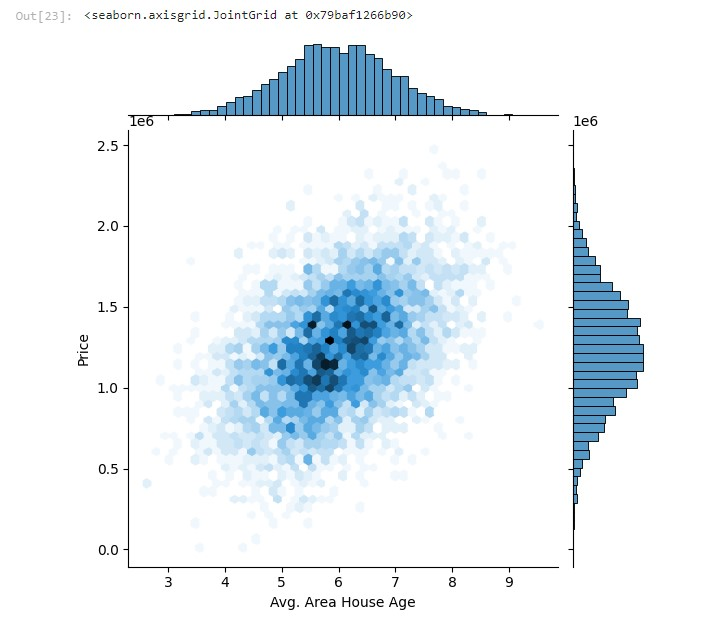 Out[23]: <seaborn.axisgrid.JointGrid at 0x79baf1266b90>
1e6
1e6
2.5
2.0
1.5
1.0
0.5
0.0
Price
3 4 5 6 7 8 9
Avg. Area House Age